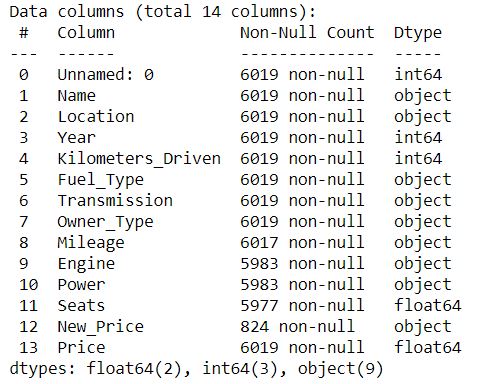 Data columns (total 14 columns):
 #   Column             Non-Null Count  Dtype
---  ------             --------------  -----
 0   Unnamed: 0         6019 non-null   int64
 1   Name               6019 non-null   object
 2   Location           6019 non-null   object
 3   Year               6019 non-null   int64
 4   Kilometers_Driven  6019 non-null   int64
 5   Fuel_Type          6019 non-null   object
 6   Transmission       6019 non-null   object
 7   Owner_Type         6019 non-null   object
 8   Mileage            6017 non-null   object
 9   Engine             5983 non-null   object
 10  Power              5983 non-null   object
 11  Seats              5977 non-null   float64
 12  New_Price          824 non-null    object
 13  Price              6019 non-null   float64
dtypes: float64(2), int64(3), object(9)